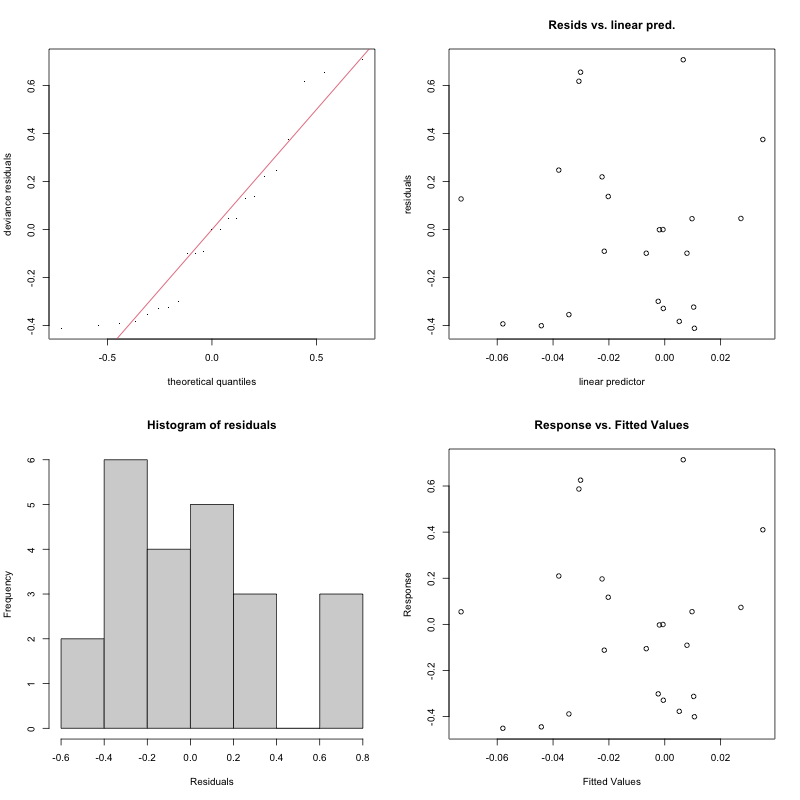 deviance residuals
0.6
0.4
0.2
0.0
-0.2
-0.4
-0.5 0.0 0.5
theoretical quantiles
Resids vs. linear pred.
residuals
0.6
0.4
0.2
0.0
-0.2
-0.4
-0.06 -0.04 -0.02 0.00 0.02
linear predictor
Histogram of residuals
Frequency
6
5
4
3
2
1
0
-0.6 -0.4 -0.2 0.0 0.2 0.4 0.6 0.8
Residuals
Response vs. Fitted Values
Response
0.6
0.4
0.2
0.0
-0.2
-0.4
-0.06 -0.04 -0.02 0.00 0.02
Fitted Values